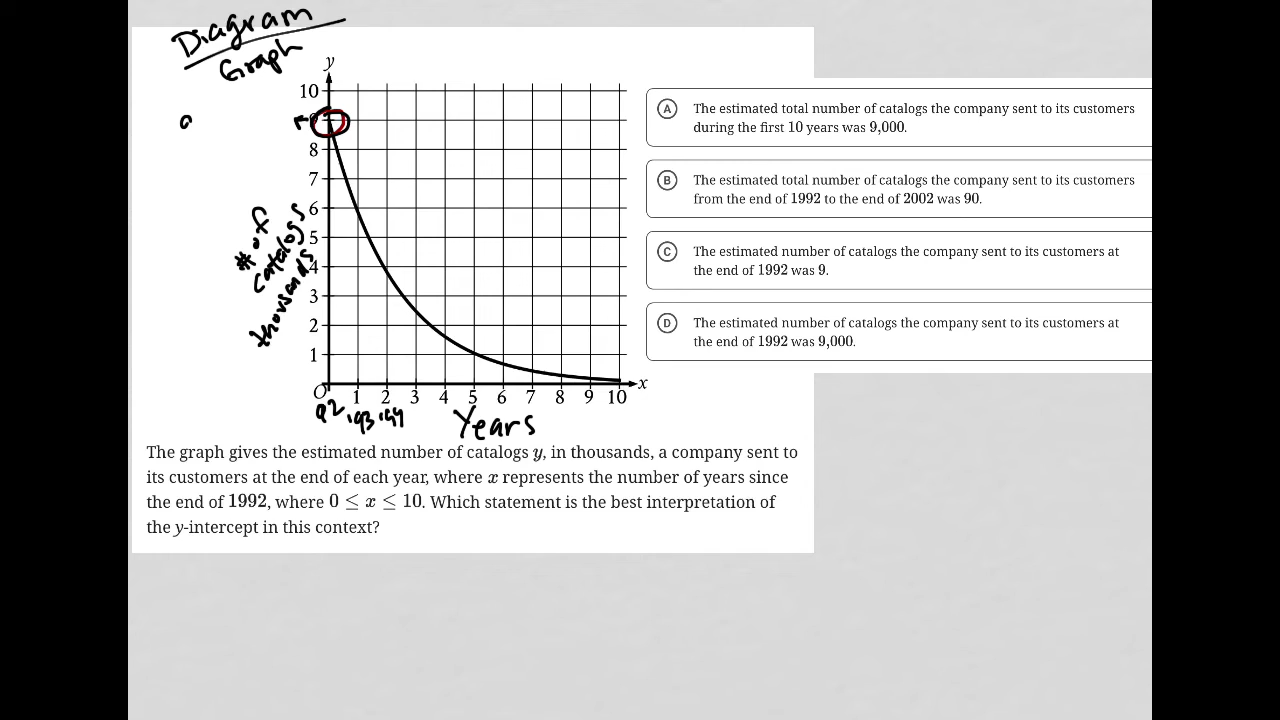 Diagram
Graph
a
y
10
9
8
7
6
5
4
3
2
1
O
1 2 3 4 5 6 7 8 9 10
x
# of
catalogs
thousands
92 '93 '94
Years
The graph gives the estimated number of catalogs y, in thousands, a company sent to
its customers at the end of each year, where x represents the number of years since
the end of 1992, where 0 ≤ x ≤ 10. Which statement is the best interpretation of
the y-intercept in this context?
A
The estimated total number of catalogs the company sent to its customers
during the first 10 years was 9,000.
B
The estimated total number of catalogs the company sent to its customers
from the end of 1992 to the end of 2002 was 90.
C
The estimated number of catalogs the company sent to its customers at
the end of 1992 was 9.
D
The estimated number of catalogs the company sent to its customers at
the end of 1992 was 9,000.